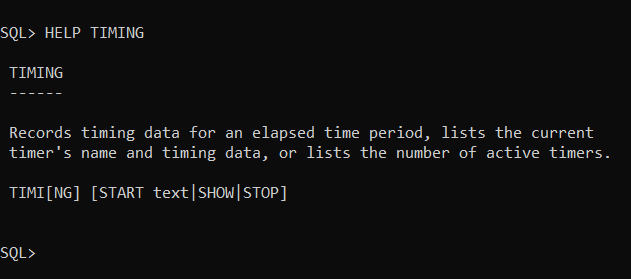 SQL> HELP TIMING
TIMING
------
Records timing data for an elapsed time period, lists the current
timer's name and timing data, or lists the number of active timers.
TIMI[NG] [START text|SHOW|STOP]
SQL>